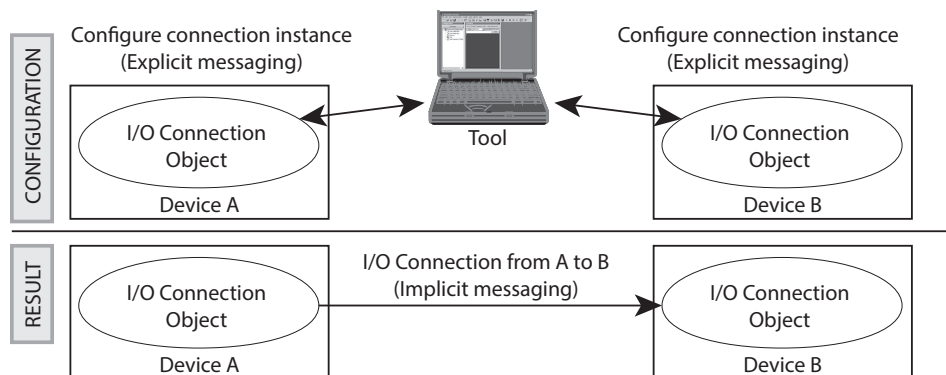 CONFIGURATION
Configure connection instance
(Explicit messaging)
Configure connection instance
(Explicit messaging)
I/O Connection
Object
Device A
Tool
I/O Connection
Object
Device B
RESULT
I/O Connection
Object
Device A
I/O Connection from A to B
(Implicit messaging)
I/O Connection
Object
Device B